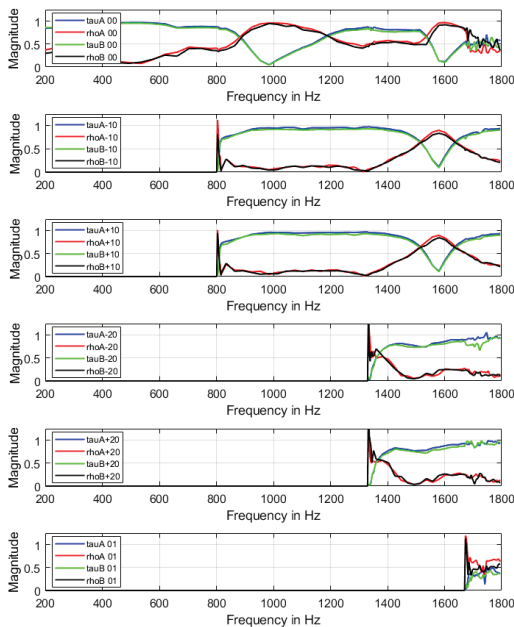 Magnitude
1
0.5
0
tauA 00
rhoA 00
tauB 00
rhoB 00
200 400 600 800 1000 1200 1400 1600 1800
Frequency in Hz
Magnitude
1
0.5
0
tauA-10
rhoA-10
tauB-10
rhoB-10
200 400 600 800 1000 1200 1400 1600 1800
Frequency in Hz
Magnitude
1
0.5
0
tauA+10
rhoA+10
tauB+10
rhoB+10
200 400 600 800 1000 1200 1400 1600 1800
Frequency in Hz
Magnitude
1
0.5
0
tauA-20
rhoA-20
tauB-20
rhoB-20
200 400 600 800 1000 1200 1400 1600 1800
Frequency in Hz
Magnitude
1
0.5
0
tauA+20
rhoA+20
tauB+20
rhoB+20
200 400 600 800 1000 1200 1400 1600 1800
Frequency in Hz
Magnitude
1
0.5
0
tauA 01
rhoA 01
tauB 01
rhoB 01
200 400 600 800 1000 1200 1400 1600 1800
Frequency in Hz